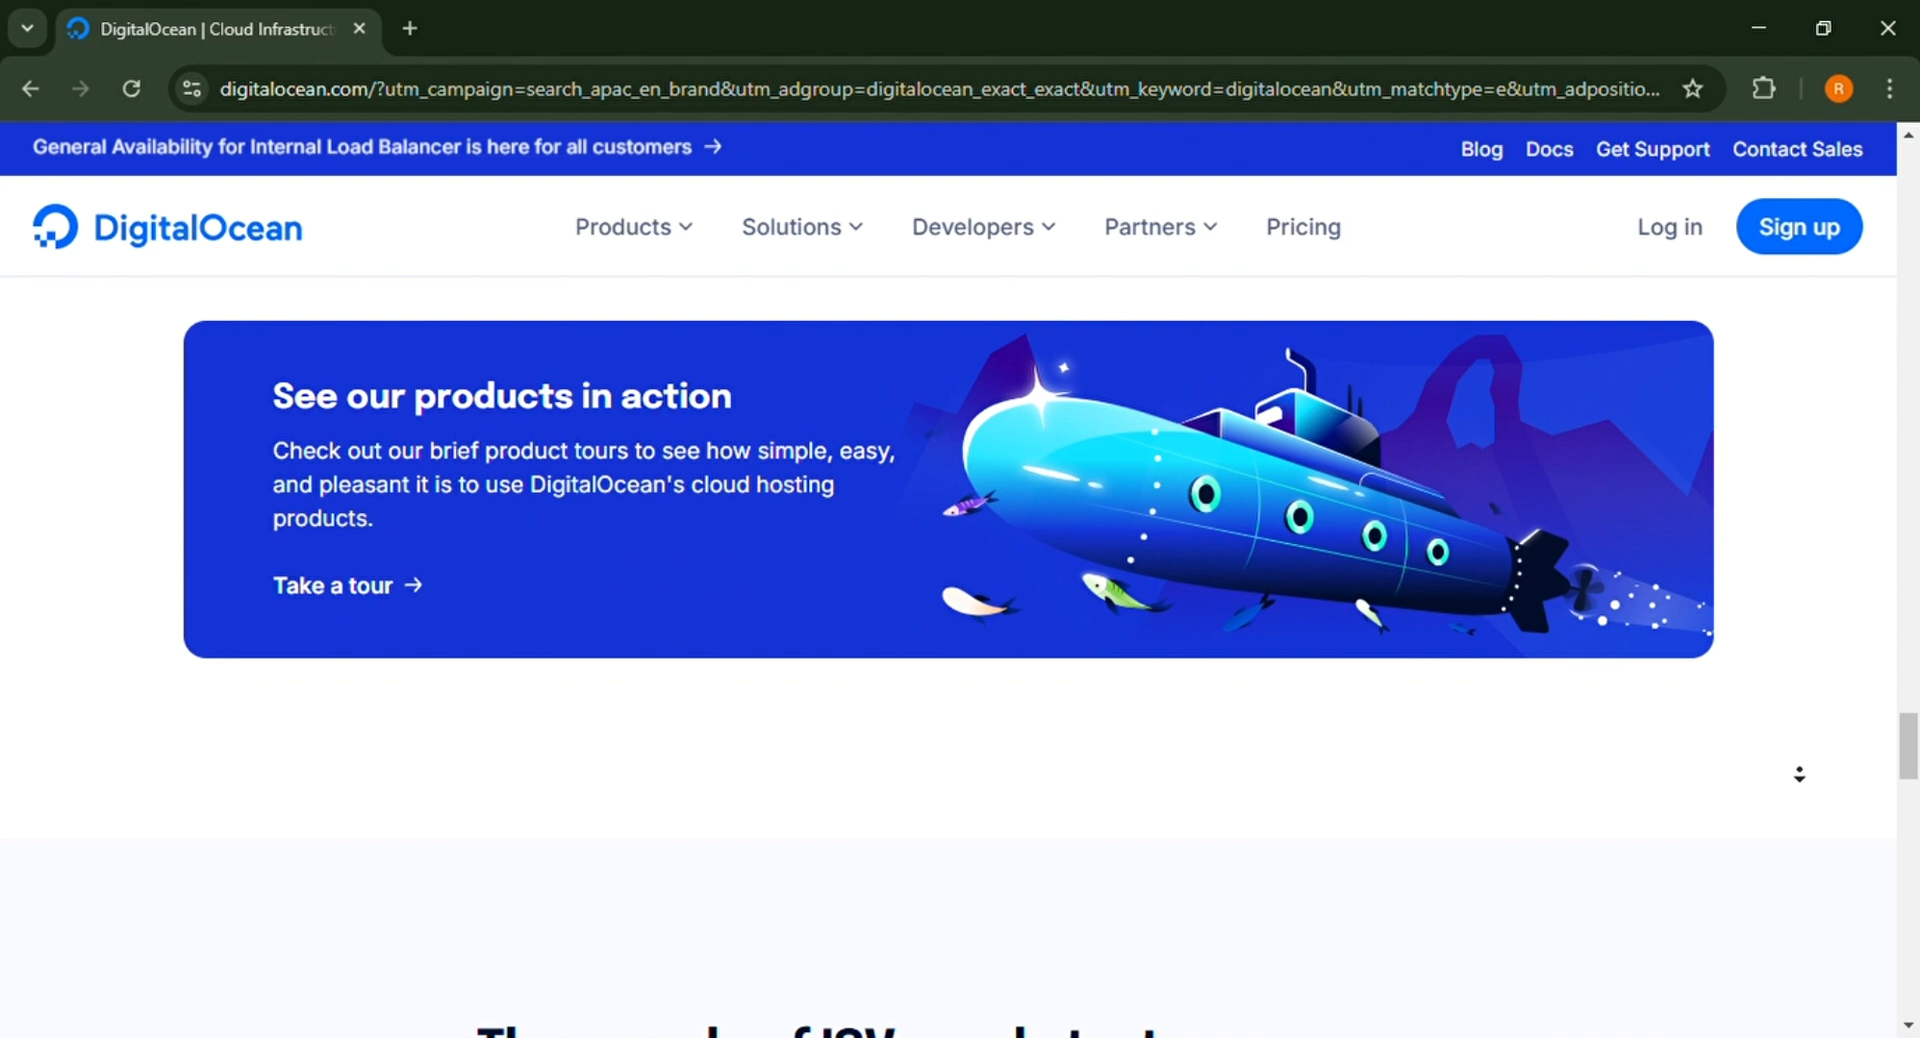 DigitalOcean | Cloud Infrastruct
digitalocean.com/?utm_campaign=search_apac_en_brand&utm_adgroup=digitalocean_exact_exact&utm_keyword=digitalocean&utm_matchtype=e&utm_adpositio...
R
General Availability for Internal Load Balancer is here for all customers →
Blog Docs Get Support Contact Sales
DigitalOcean
Products Solutions Developers Partners Pricing
Log in Sign up
See our products in action
Check out our brief product tours to see how simple, easy,
and pleasant it is to use DigitalOcean's cloud hosting
products.
Take a tour →